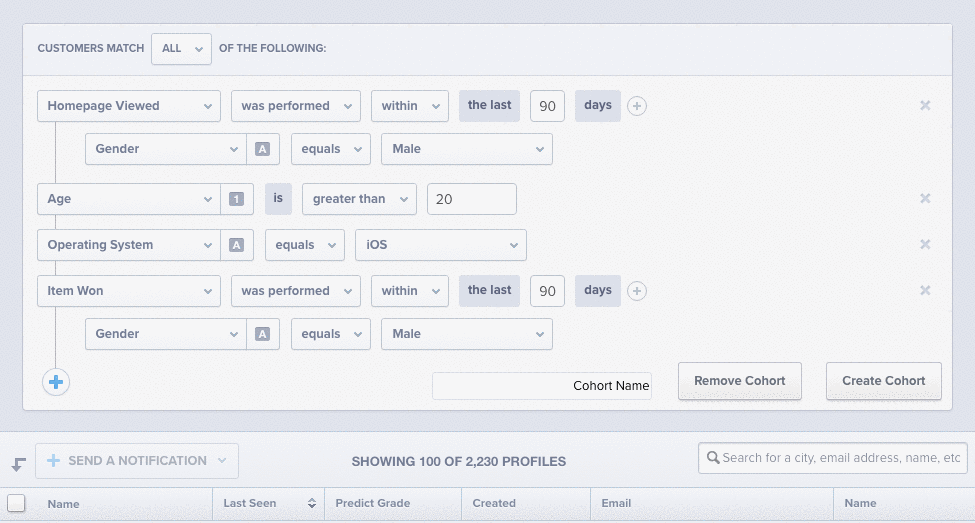 CUSTOMERS MATCH ALL OF THE FOLLOWING:
Homepage Viewed was performed within the last 90 days
Gender A equals Male
Age 1 is greater than 20
Operating System A equals iOS
Item Won was performed within the last 90 days
Gender A equals Male
Cohort Name Remove Cohort Create Cohort
SEND A NOTIFICATION SHOWING 100 OF 2,230 PROFILES Search for a city, email address, name, etc
Name Last Seen Predict Grade Created Email Name